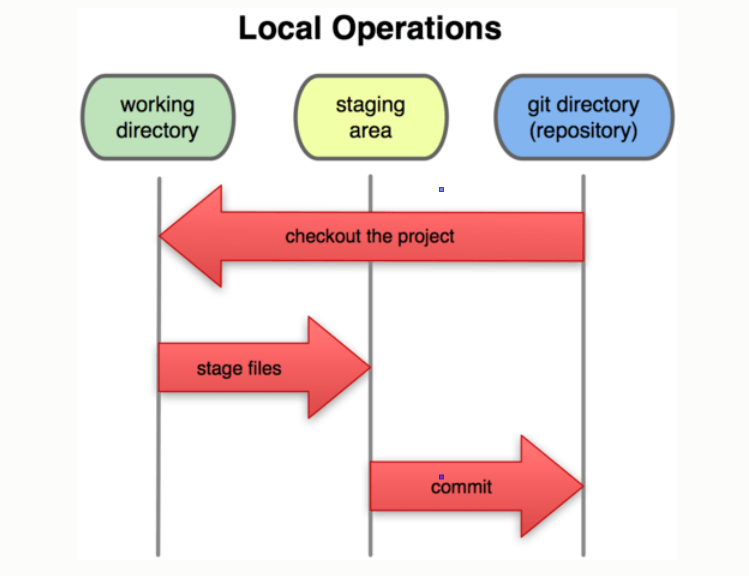 Local Operations
working
directory
staging
area
git directory
(repository)
checkout the project
stage files
commit